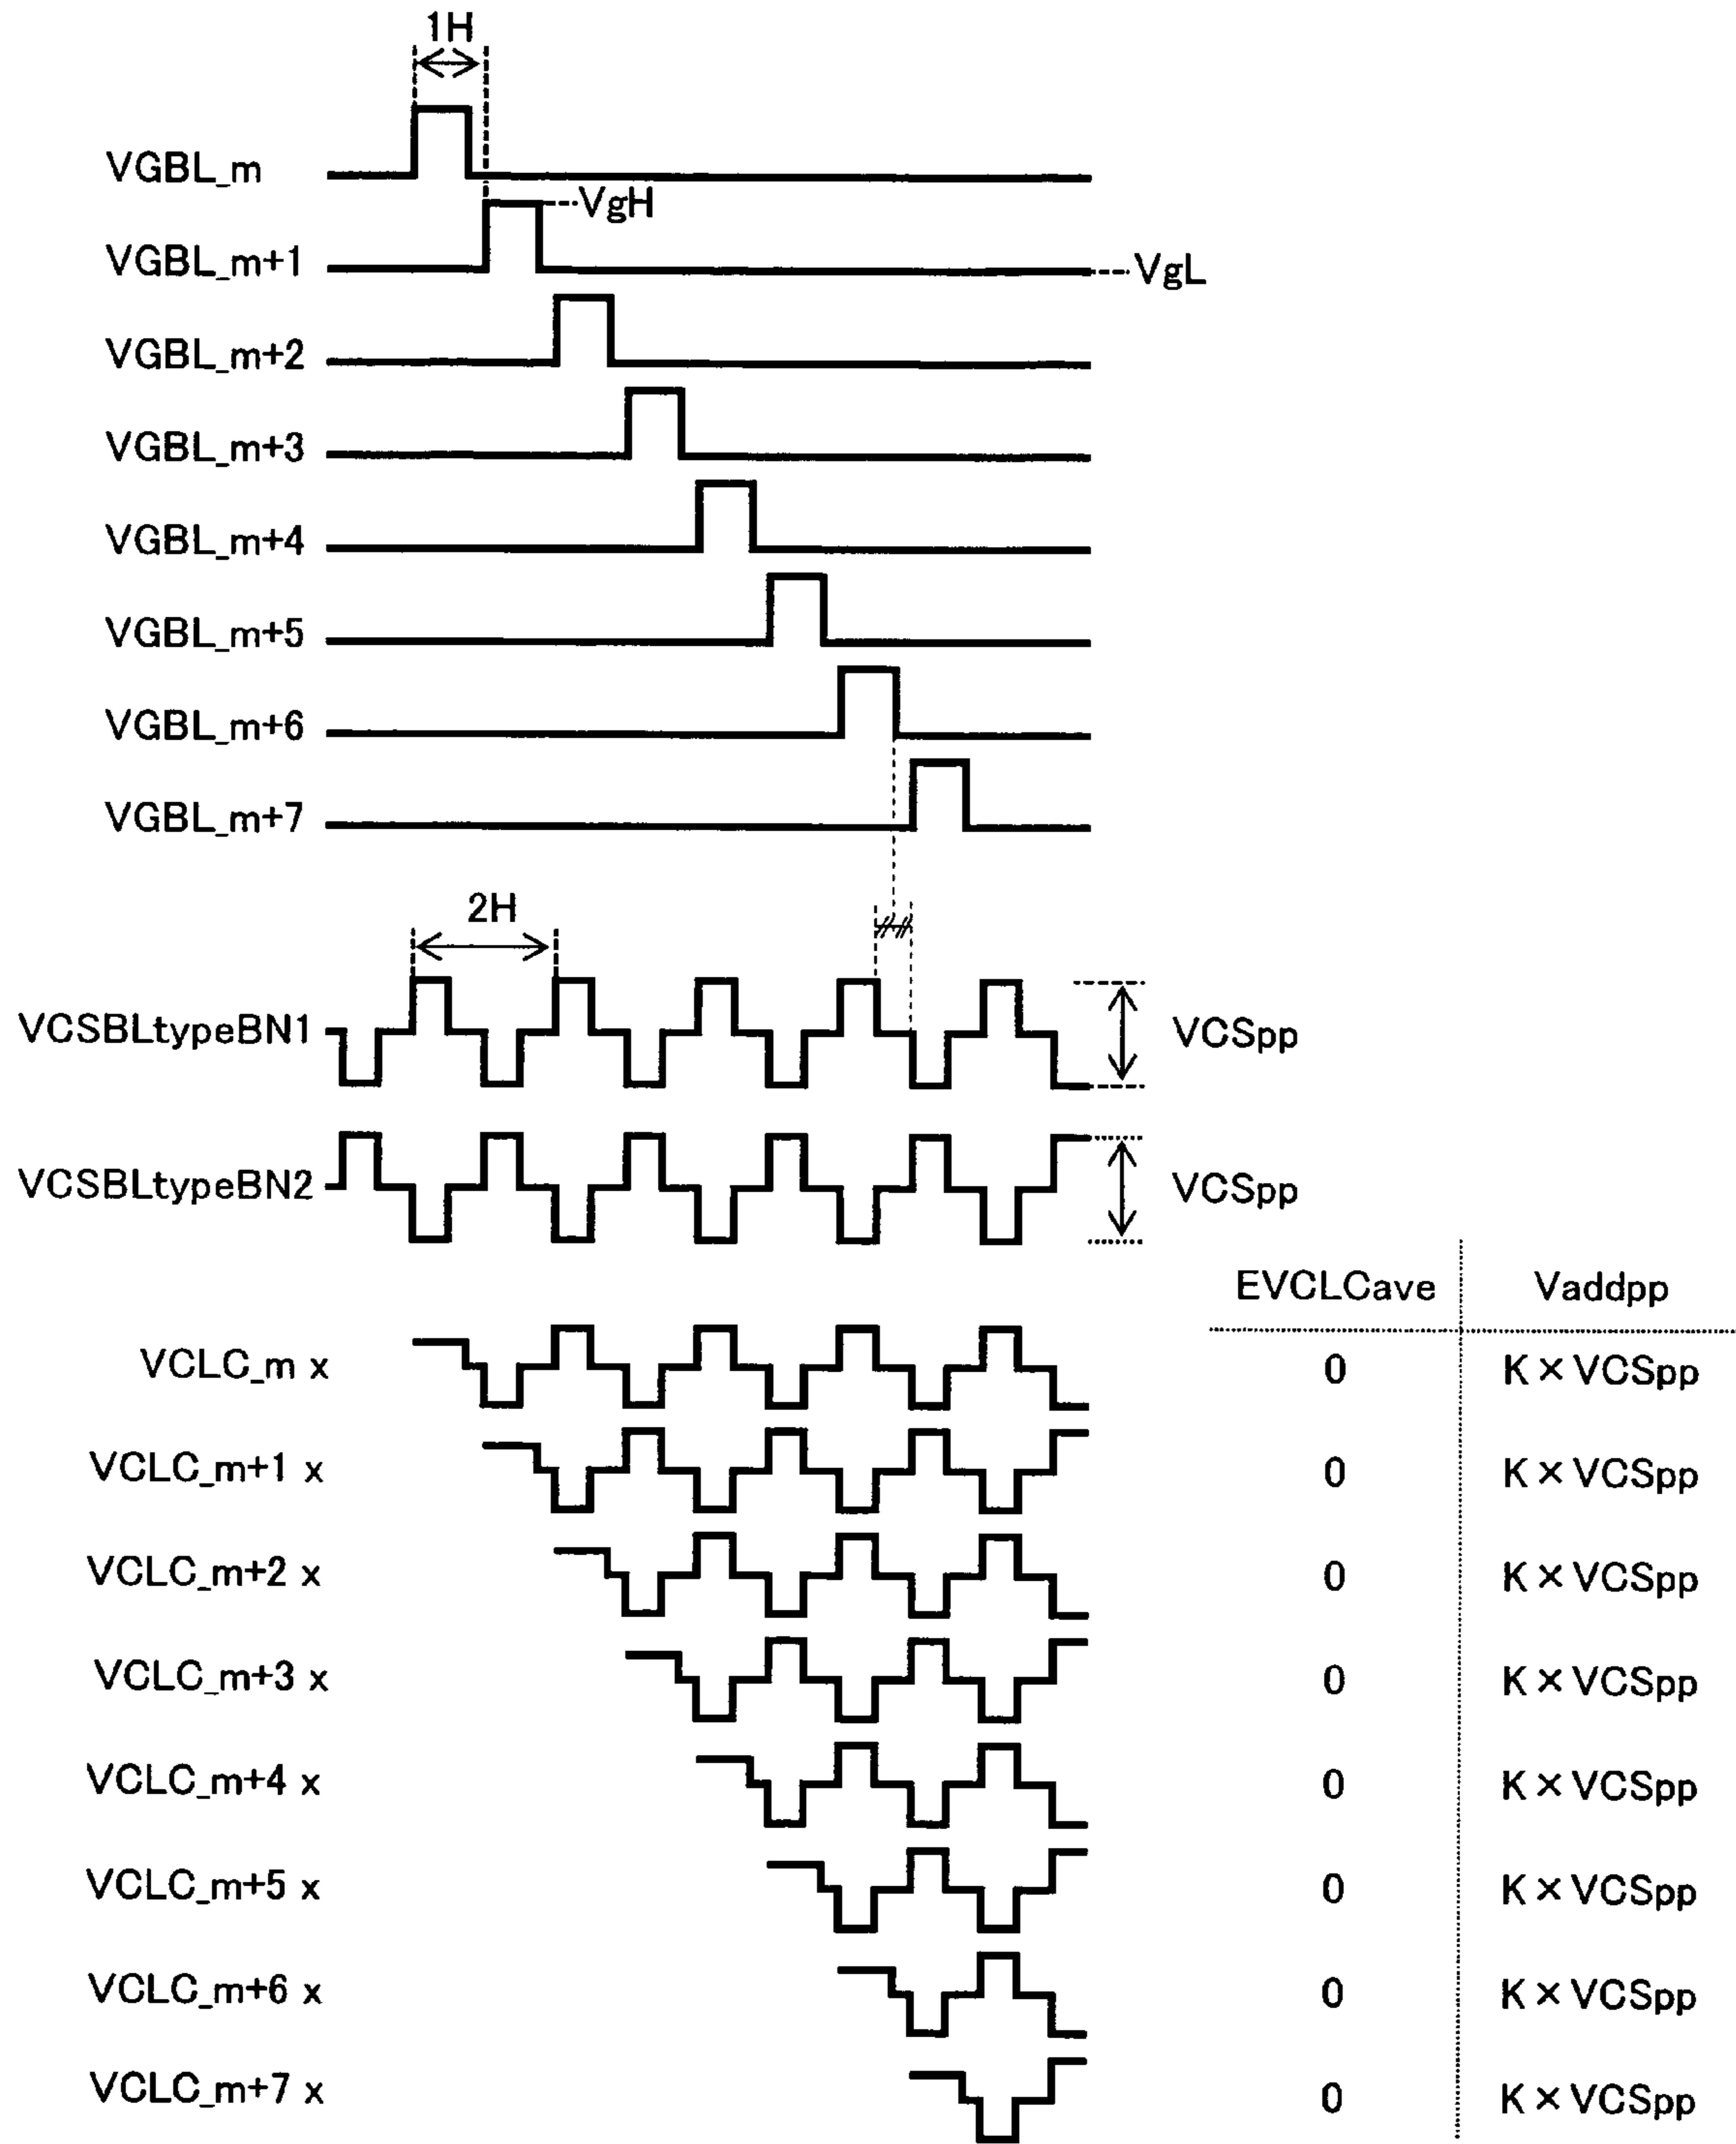 1H
VGBL_m
VgH
VGBL_m+1
VgL
VGBL_m+2
VGBL_m+3
VGBL_m+4
VGBL_m+5
VGBL_m+6
VGBL_m+7
2H
VCSBLtypeBN1
VCSpp
VCSBLtypeBN2
VCSpp
EVCLCave Vaddpp
VCLC_m x 0 K×VCSpp
VCLC_m+1 x 0 K×VCSpp
VCLC_m+2 x 0 K×VCSpp
VCLC_m+3 x 0 K×VCSpp
VCLC_m+4 x 0 K×VCSpp
VCLC_m+5 x 0 K×VCSpp
VCLC_m+6 x 0 K×VCSpp
VCLC_m+7 x 0 K×VCSpp